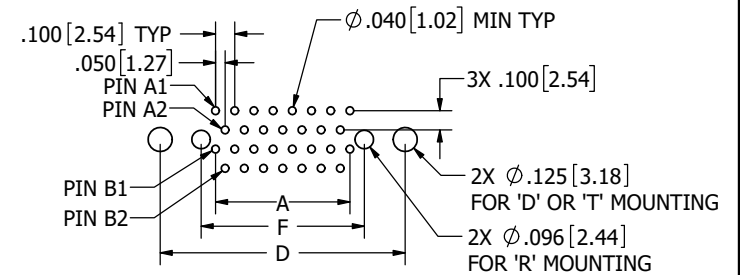 ⌀.040[1.02] MIN TYP
.100[2.54] TYP
.050[1.27]
3X .100[2.54]
PIN A1
PIN A2
PIN B1
PIN B2
A
F
D
2X ⌀.125[3.18]
FOR 'D' OR 'T' MOUNTING
2X ⌀.096[2.44]
FOR 'R' MOUNTING